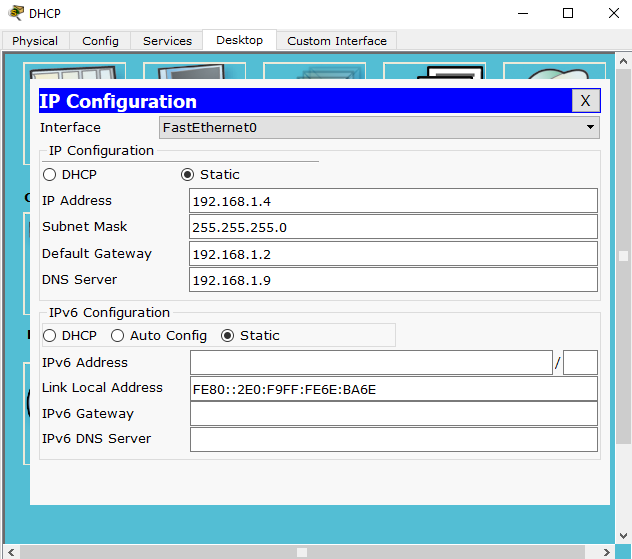 DHCP
Physical Config Services Desktop Custom Interface
IP Configuration X
Interface FastEthernet0
IP Configuration
DHCP Static
IP Address 192.168.1.4
Subnet Mask 255.255.255.0
Default Gateway 192.168.1.2
DNS Server 192.168.1.9
IPv6 Configuration
DHCP Auto Config Static
IPv6 Address /
Link Local Address FE80::2E0:F9FF:FE6E:BA6E
IPv6 Gateway
IPv6 DNS Server